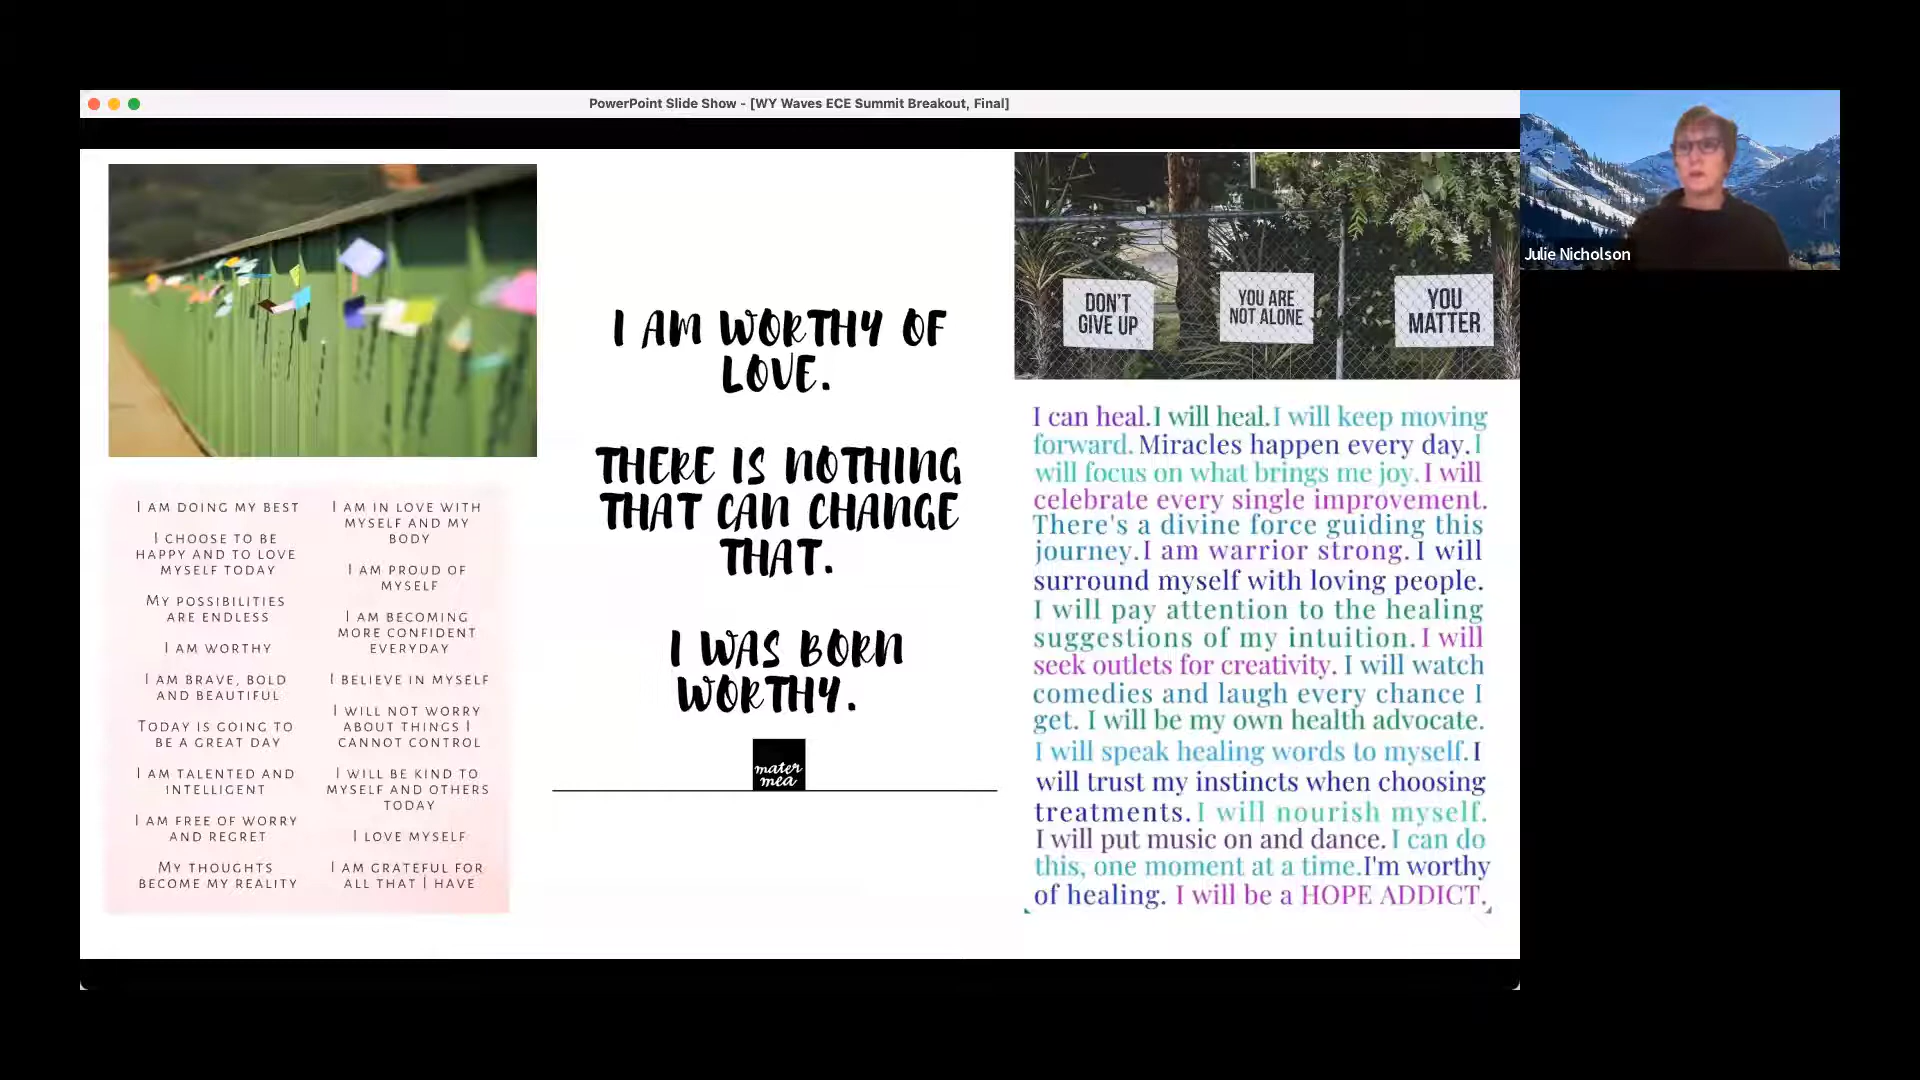 PowerPoint Slide Show - [WY Waves ECE Summit Breakout, Final]
Julie Nicholson
I AM DOING MY BEST
I CHOOSE TO BE
HAPPY AND TO LOVE
MYSELF TODAY
MY POSSIBILITIES
ARE ENDLESS
I AM WORTHY
I AM BRAVE, BOLD
AND BEAUTIFUL
TODAY IS GOING TO
BE A GREAT DAY
I AM TALENTED AND
INTELLIGENT
I AM FREE OF WORRY
AND REGRET
MY THOUGHTS
BECOME MY REALITY
I AM IN LOVE WITH
MYSELF AND MY
BODY
I AM PROUD OF
MYSELF
I AM BECOMING
MORE CONFIDENT
EVERYDAY
I BELIEVE IN MYSELF
I WILL NOT WORRY
ABOUT THINGS I
CANNOT CONTROL
I WILL BE KIND TO
MYSELF AND OTHERS
TODAY
I LOVE MYSELF
I AM GRATEFUL FOR
ALL THAT I HAVE
I AM WORTHY OF
LOVE.
THERE IS NOTHING
THAT CAN CHANGE
THAT.
I WAS BORN
WORTHY.
mater
mea
DON'T
GIVE UP
YOU ARE
NOT ALONE
YOU
MATTER
I can heal. I will heal. I will keep moving
forward. Miracles happen every day. I
will focus on what brings me joy. I will
celebrate every single improvement.
There's a divine force guiding this
journey. I am warrior strong. I will
surround myself with loving people.
I will pay attention to the healing
suggestions of my intuition. I will
seek outlets for creativity. I will watch
comedies and laugh every chance I
get. I will be my own health advocate.
I will speak healing words to myself. I
will trust my instincts when choosing
treatments. I will nourish myself.
I will put music on and dance. I can do
this, one moment at a time. I'm worthy
of healing. I will be a HOPE ADDICT.